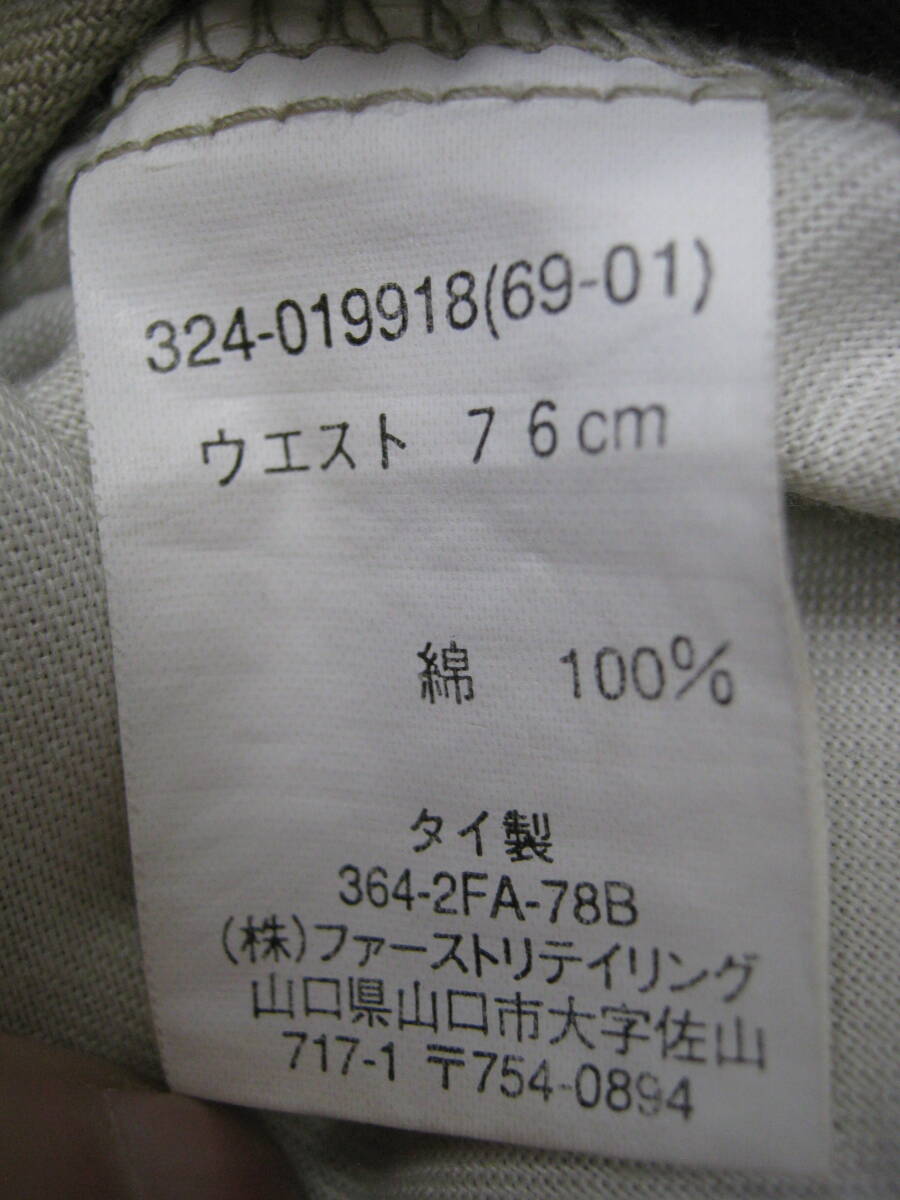 324-019918(69-01)
ウエスト 76cm
綿 100%
タイ製
364-2FA-78B
(株)ファーストリテイリング
山口県山口市大字佐山
717-1 〒754-0894